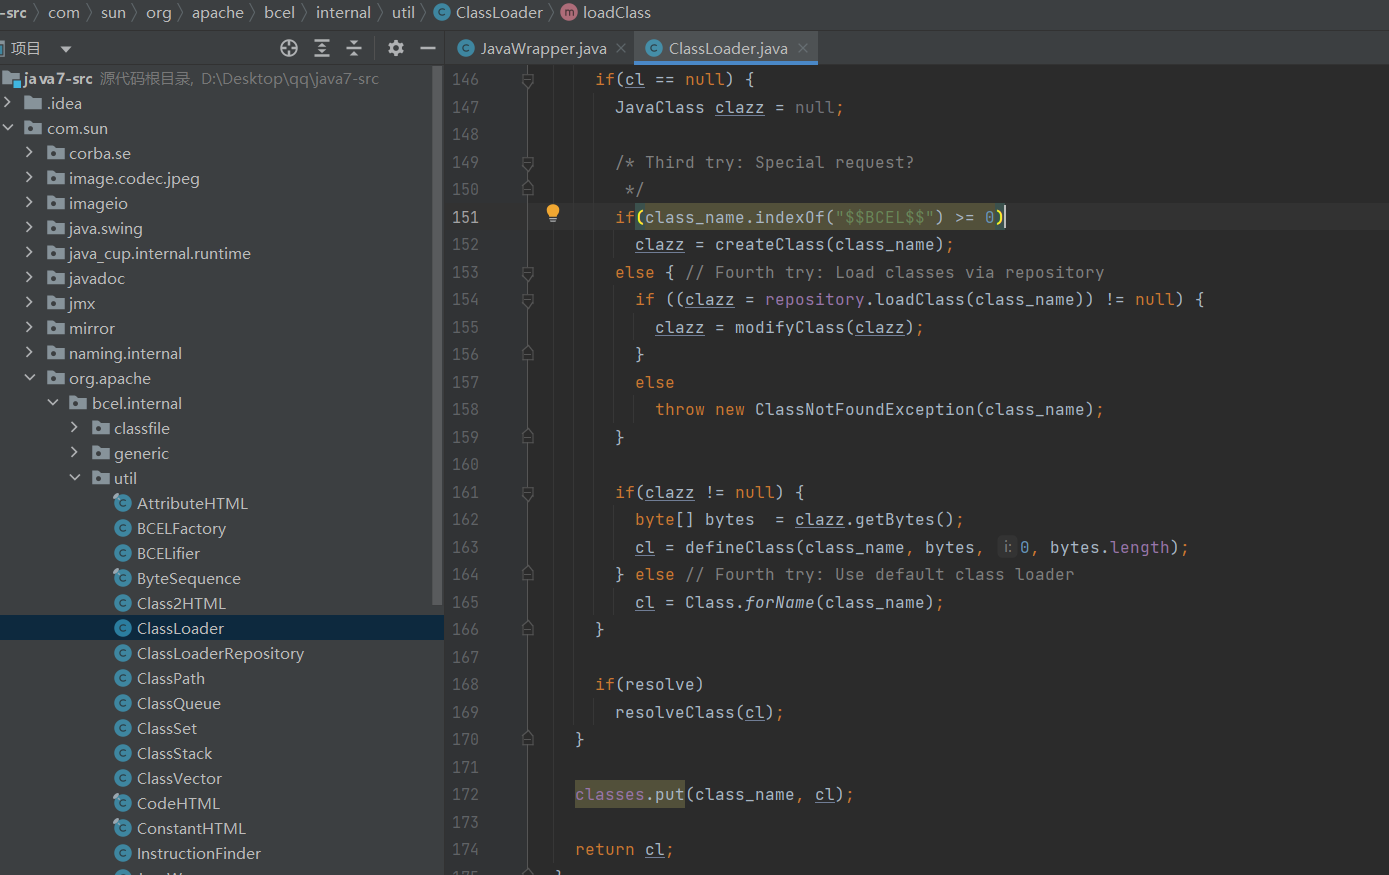 -src com sun org apache bcel internal util ClassLoader loadClass
项目
JavaWrapper.java
ClassLoader.java
java7-src 源代码根目录, D:\Desktop\qq\java7-src
.idea
com.sun
corba.se
image.codec.jpeg
imageio
java.swing
java_cup.internal.runtime
javadoc
jmx
mirror
naming.internal
org.apache
bcel.internal
classfile
generic
util
AttributeHTML
BCELFactory
BCELifier
ByteSequence
Class2HTML
ClassLoader
ClassLoaderRepository
ClassPath
ClassQueue
ClassSet
ClassStack
ClassVector
CodeHTML
ConstantHTML
InstructionFinder
146 if(cl == null) {
147 JavaClass clazz = null;
148
149 /* Third try: Special request?
150 */
151 if(class_name.indexOf("$$BCEL$$") >= 0)
152 clazz = createClass(class_name);
153 else { // Fourth try: Load classes via repository
154 if ((clazz = repository.loadClass(class_name)) != null) {
155 clazz = modifyClass(clazz);
156 }
157 else
158 throw new ClassNotFoundException(class_name);
159 }
160
161 if(clazz != null) {
162 byte[] bytes = clazz.getBytes();
163 cl = defineClass(class_name, bytes, i: 0, bytes.length);
164 } else // Fourth try: Use default class loader
165 cl = Class.forName(class_name);
166 }
167
168 if(resolve)
169 resolveClass(cl);
170 }
171
172 classes.put(class_name, cl);
173
174 return cl;